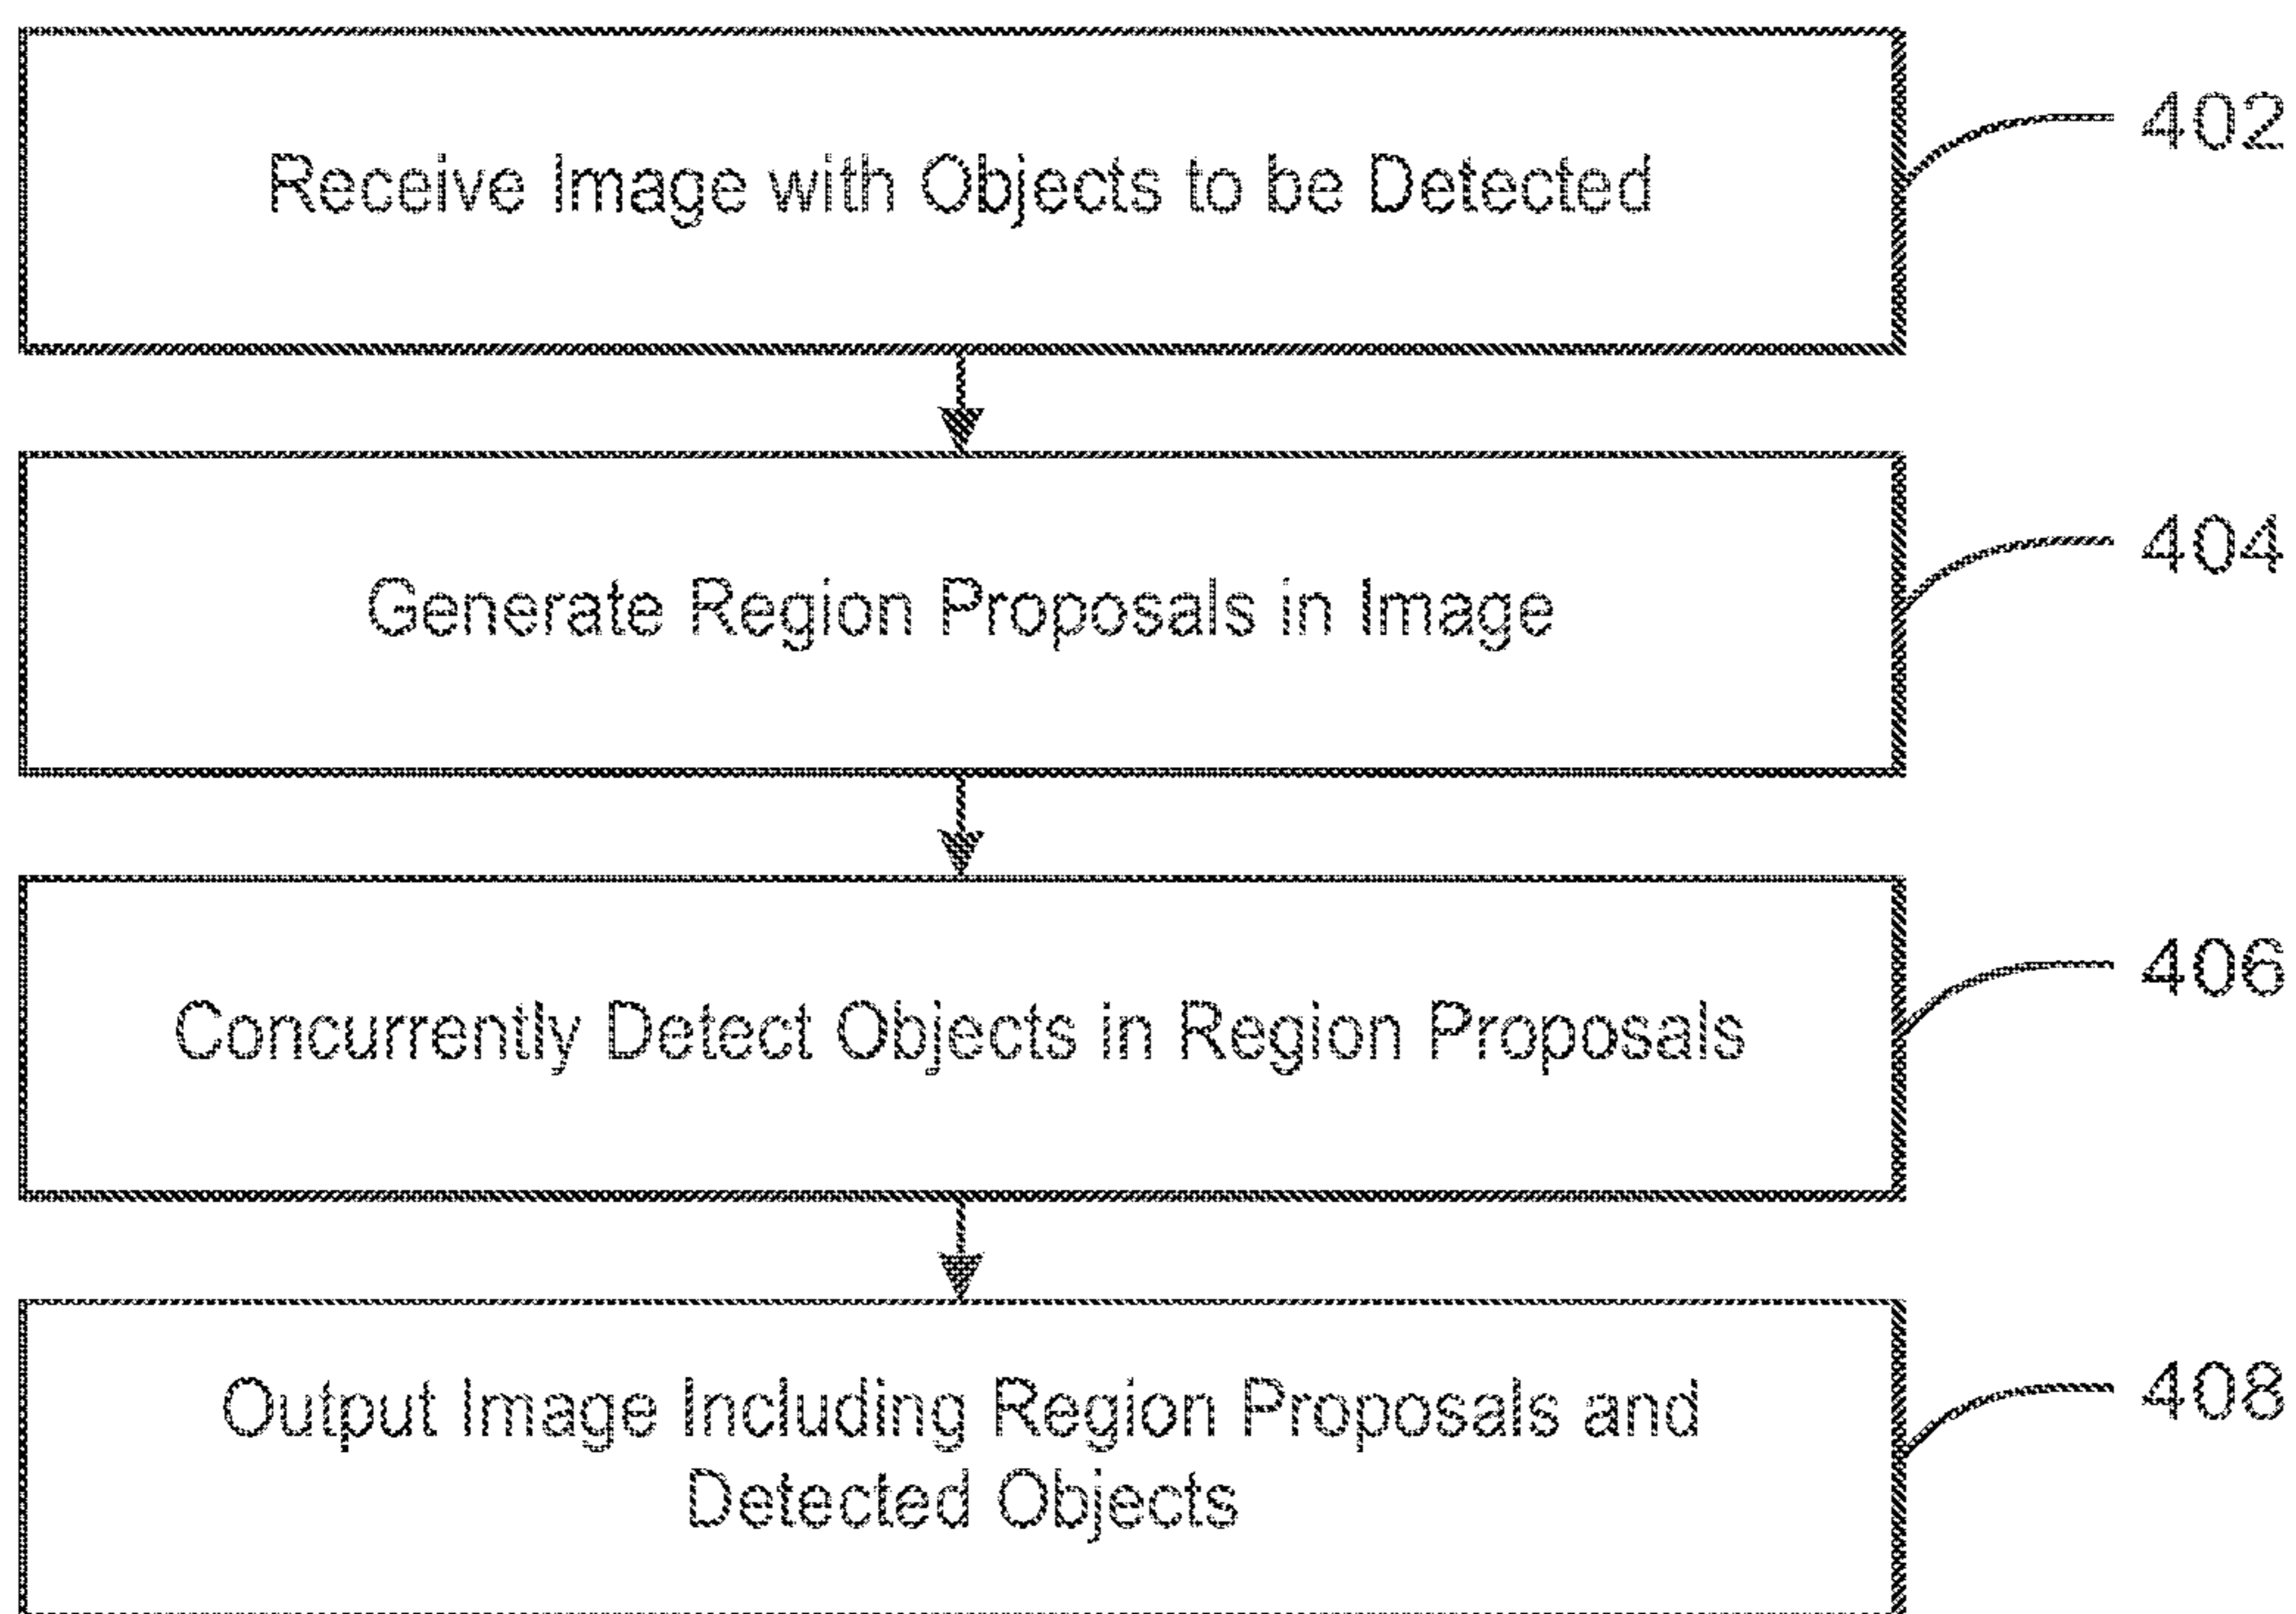 Receive Image with Objects to be Detected
402
Generate Region Proposals in Image
404
Concurrently Detect Objects in Region Proposals
406
Output Image Including Region Proposals and
Detected Objects
408